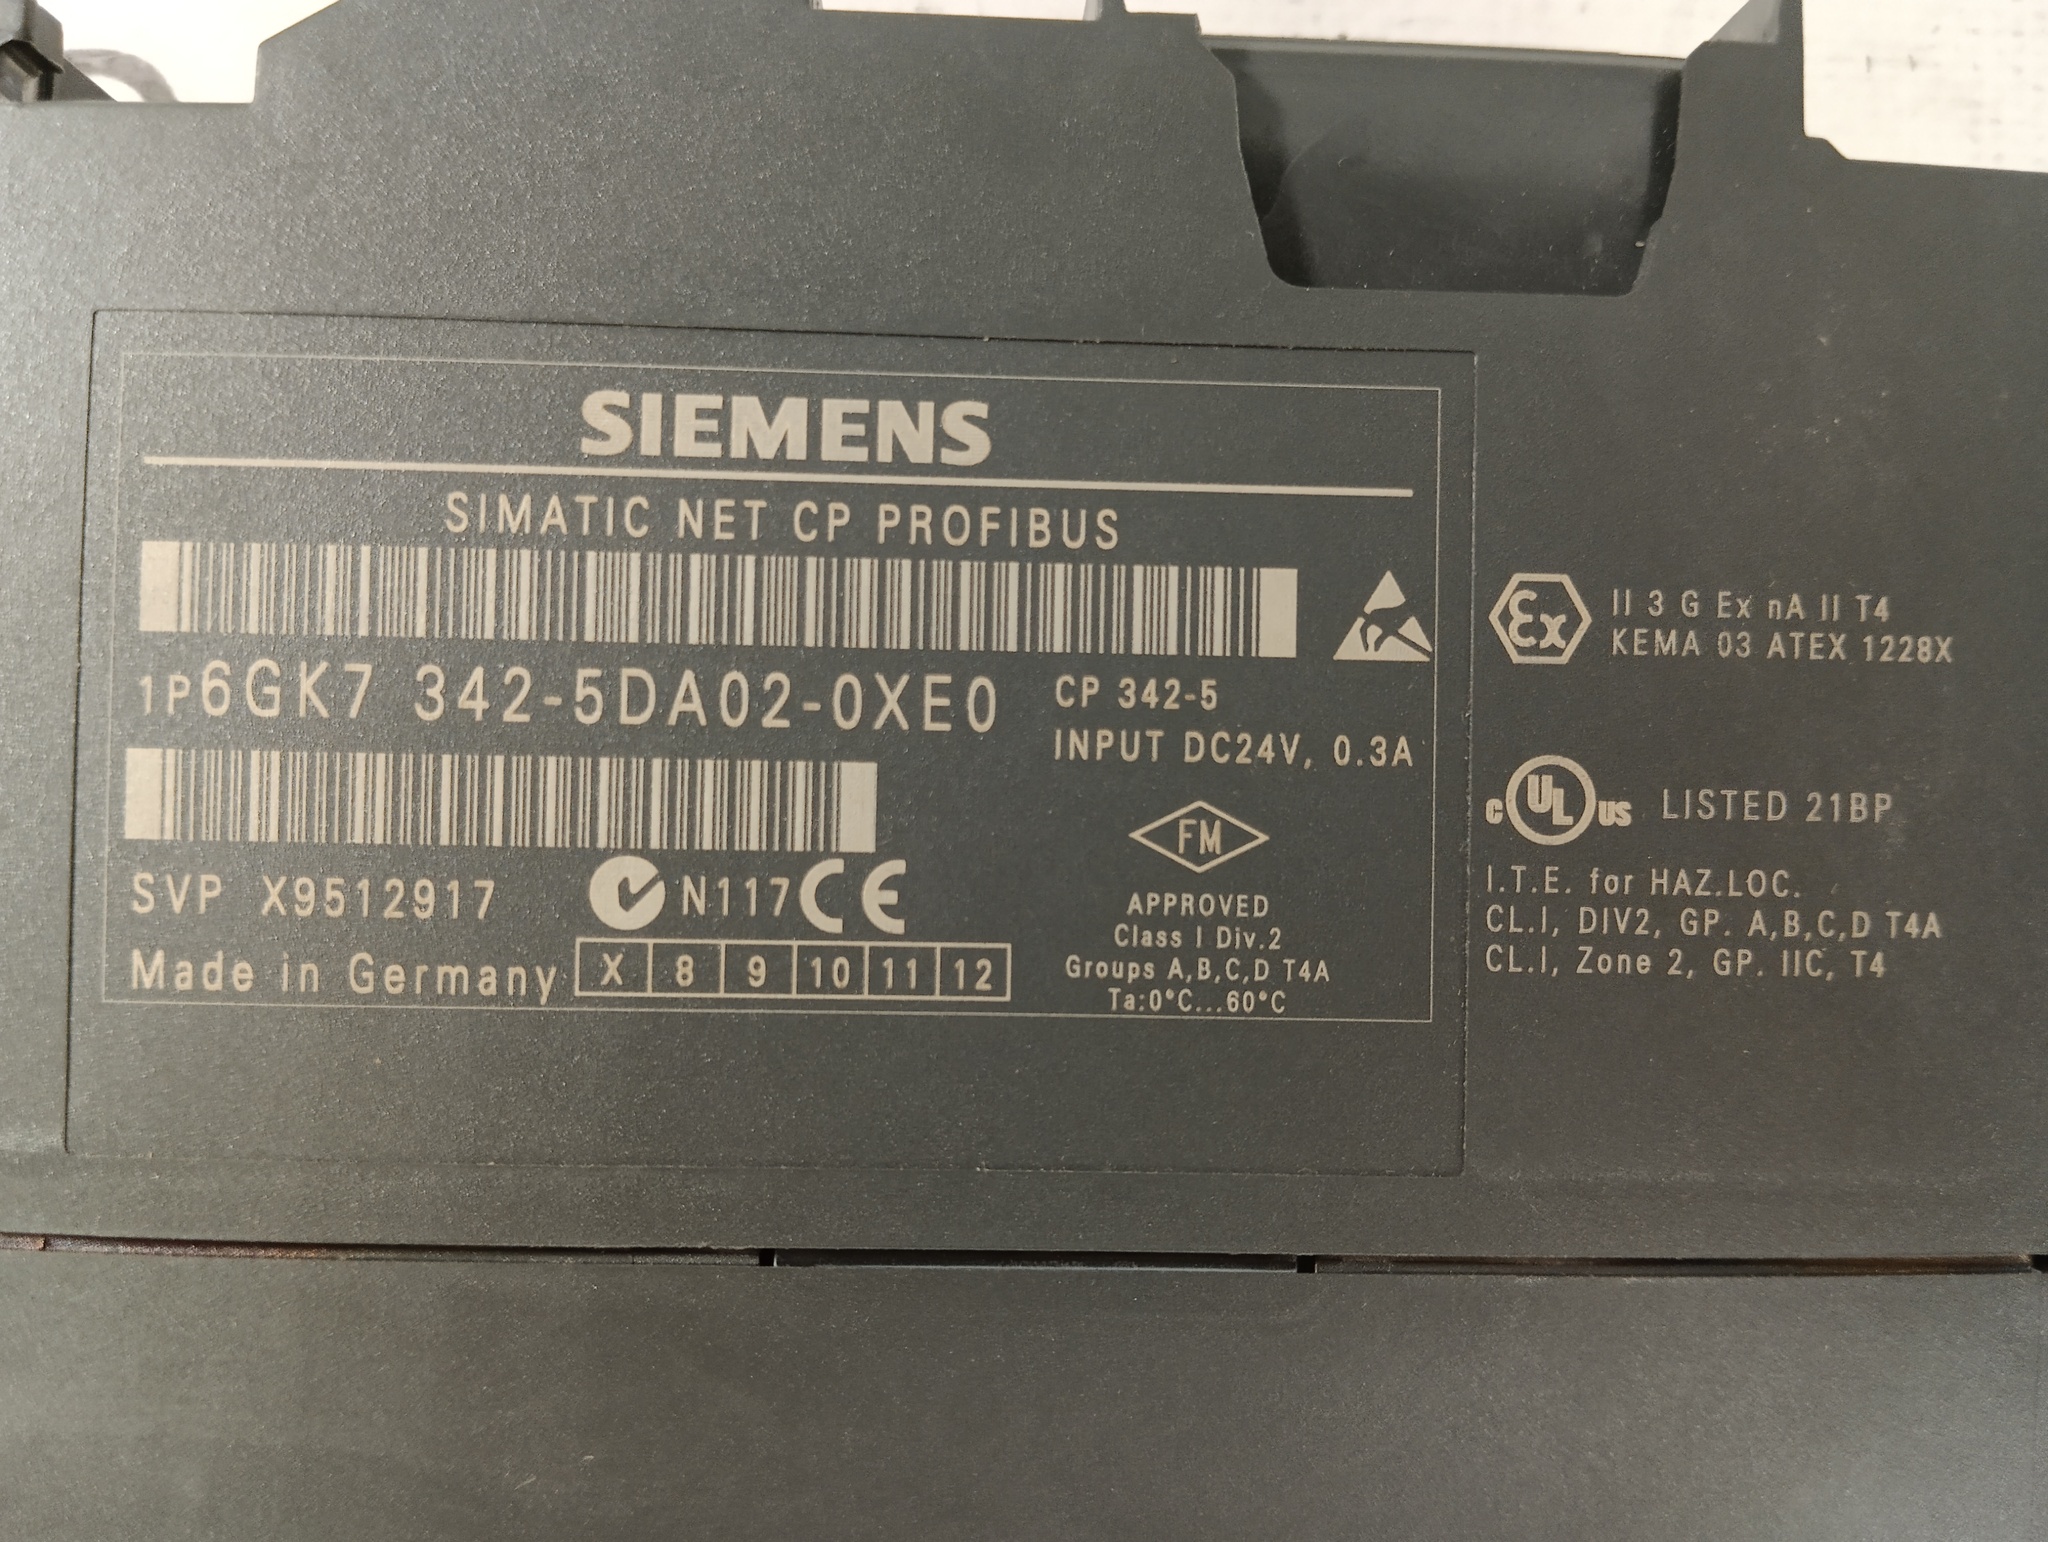 SIEMENS
SIMATIC NET CP PROFIBUS
1P6GK7 342-5DA02-0XE0
CP 342-5
INPUT DC24V, 0.3A
SVP X9512917
N117 CE
Made in Germany
X 8 9 10 11 12
FM
APPROVED
Class I Div.2
Groups A,B,C,D T4A
Ta:0°C...60°C
Ex
II 3 G Ex nA II T4
KEMA 03 ATEX 1228X
c UL US LISTED 21BP
I.T.E. for HAZ.LOC.
CL.I, DIV2, GP. A,B,C,D T4A
CL.I, Zone 2, GP. IIC, T4